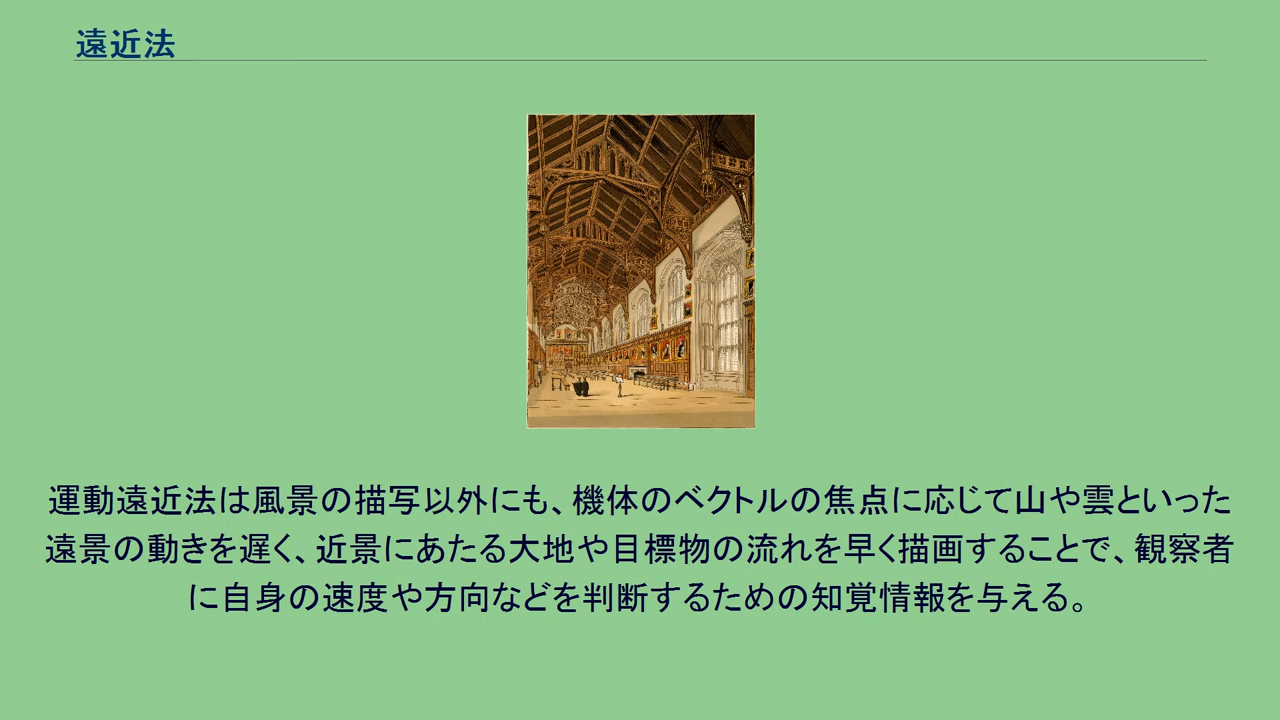 遠近法
運動遠近法は風景の描写以外にも、機体のベクトルの焦点に応じて山や雲といった
遠景の動きを遅く、近景にあたる大地や目標物の流れを早く描画することで、観察者
に自身の速度や方向などを判断するための知覚情報を与える。